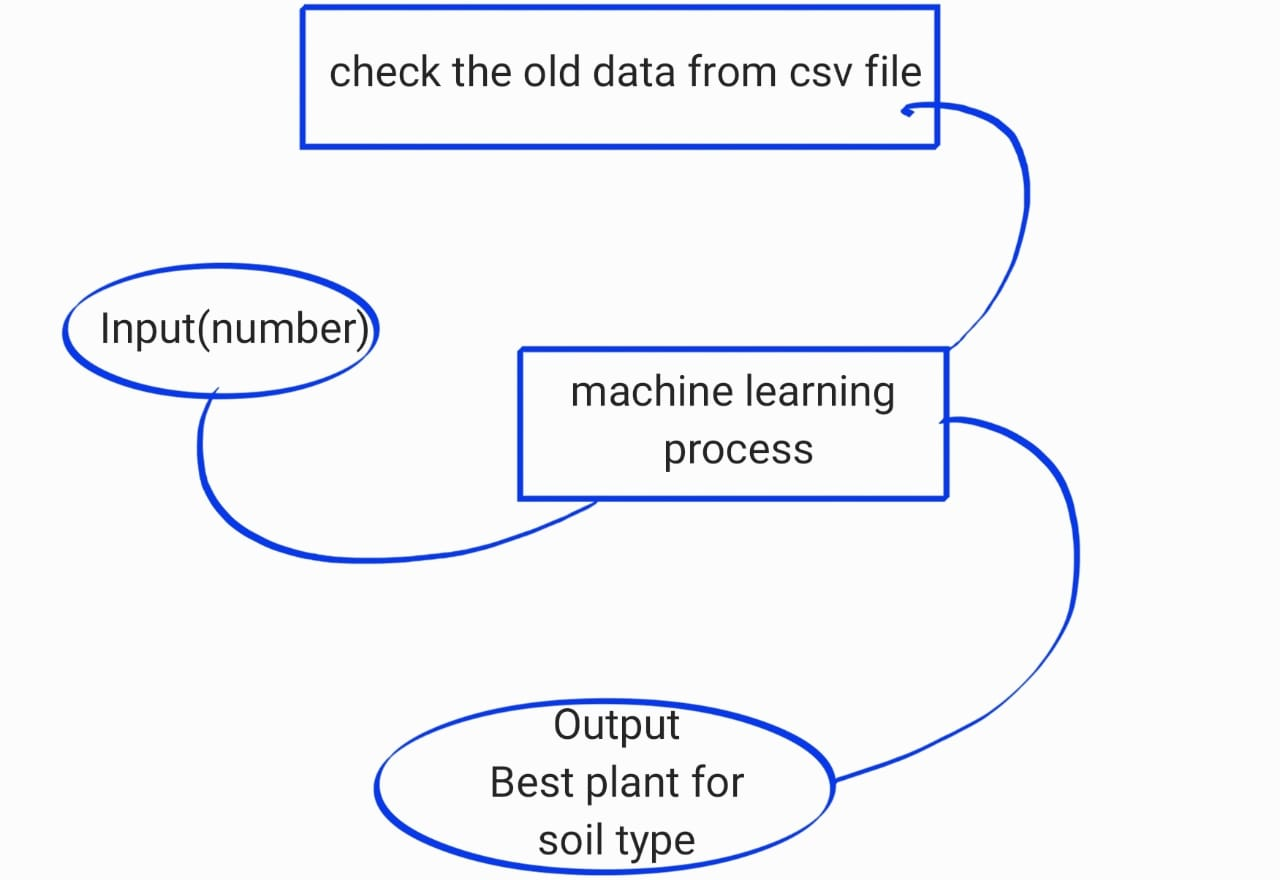 check the old data from csv file
Input(number)
machine learning
process
Output
Best plant for
soil type